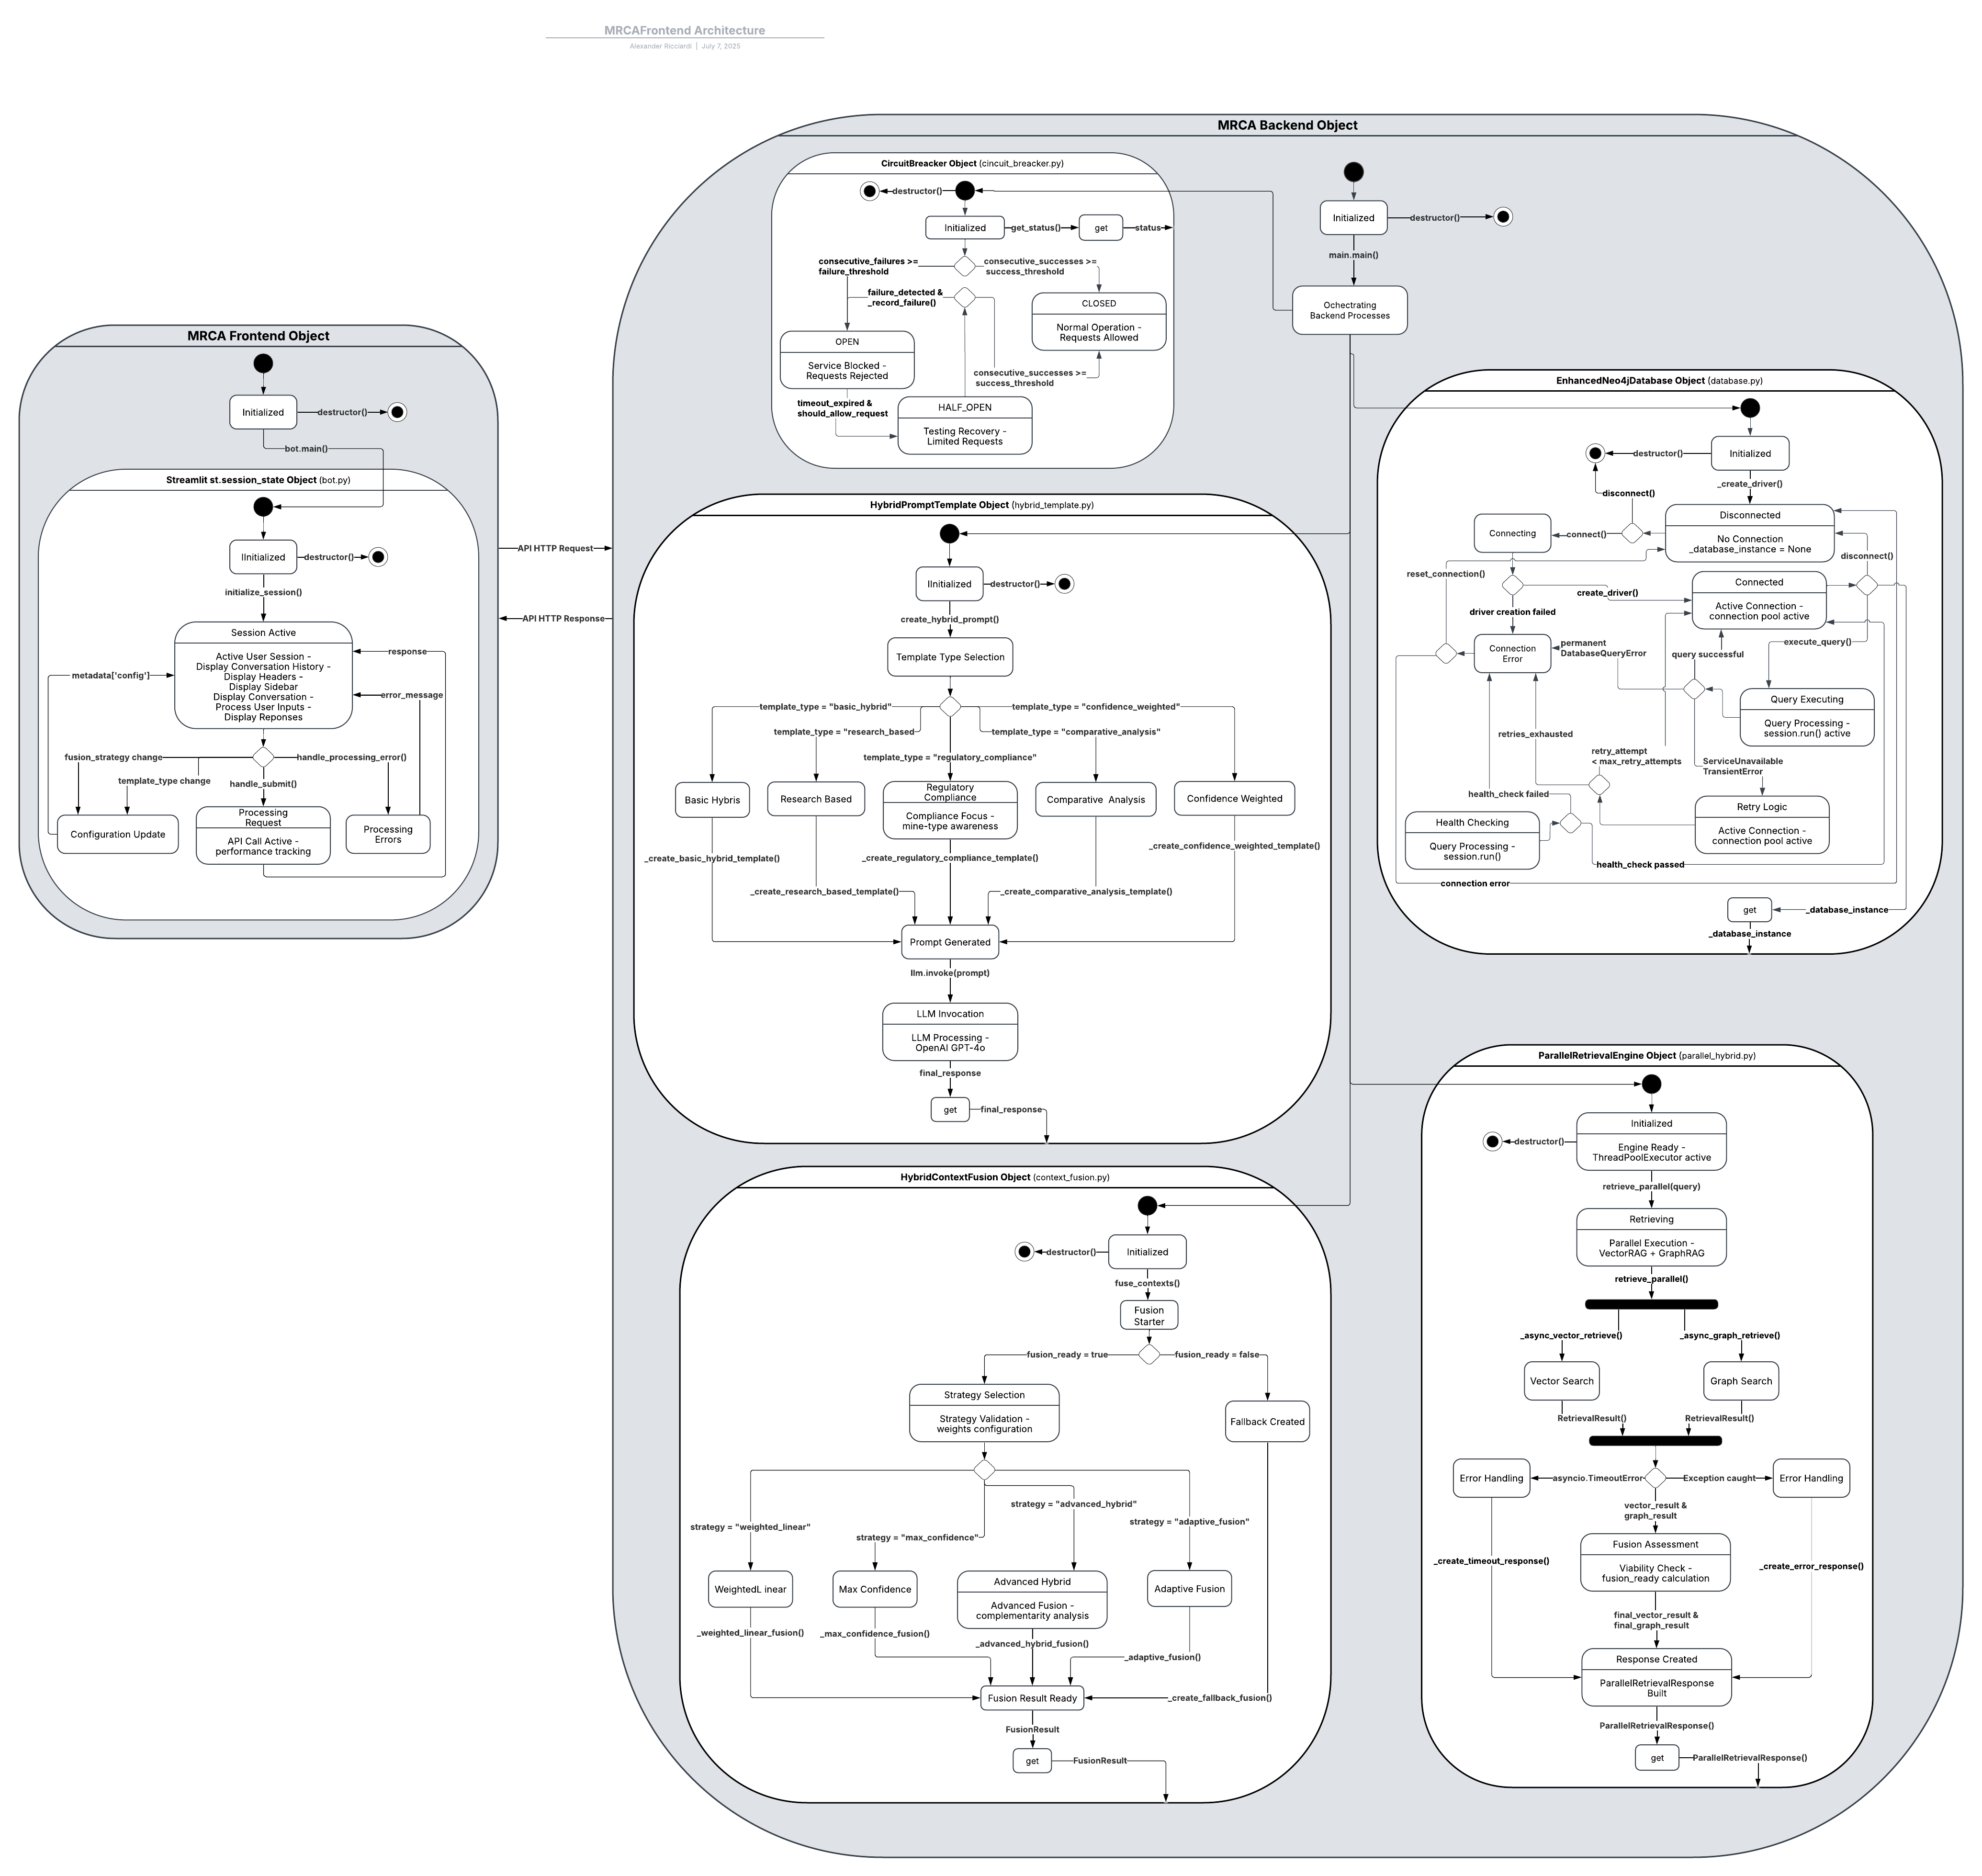 MRCAFrontend Architecture
Alexander Ricciardi | July 7, 2025
MRCA Frontend Object
Initialized
destructor()
bot.main()
Streamlit st.session_state Object (bot.py)
IInitialized
destructor()
initialize_session()
Session Active
Active User Session -
Display Conversation History -
Display Headers -
Display Sidebar
Display Conversation -
Process User Inputs -
Display Reponses
response
metadata['config']
error_message
fusion_strategy change
handle_processing_error()
template_type change
handle_submit()
Configuration Update
Processing
Request
API Call Active -
performance tracking
Processing
Errors
API HTTP Request
API HTTP Response
MRCA Backend Object
Initialized
destructor()
main.main()
Ochectrating
Backend Processes
CircuitBreacker Object (cincuit_breacker.py)
destructor()
Initialized
get_status()
get
status
consecutive_failures >=
failure_threshold
consecutive_successes >=
success_threshold
failure_detected &
_record_failure()
CLOSED
Normal Operation -
Requests Allowed
OPEN
Service Blocked -
Requests Rejected
consecutive_successes >=
success_threshold
timeout_expired &
should_allow_request
HALF_OPEN
Testing Recovery -
Limited Requests
HybridPromptTemplate Object (hybrid_template.py)
IInitialized
destructor()
create_hybrid_prompt()
Template Type Selection
template_type = "basic_hybrid"
template_type = "confidence_weighted"
template_type = "research_based
template_type = "comparative_analysis"
template_type = "regulatory_compliance"
Basic Hybris
Research Based
Regulatory
Compliance
Compliance Focus -
mine-type awareness
Comparative Analysis
Confidence Weighted
_create_basic_hybrid_template()
_create_regulatory_compliance_template()
_create_confidence_weighted_template()
_create_research_based_template()
_create_comparative_analysis_template()
Prompt Generated
llm.invoke(prompt)
LLM Invocation
LLM Processing -
OpenAI GPT-4o
final_response
get
final_response
HybridContextFusion Object (context_fusion.py)
destructor()
Initialized
fuse_contexts()
Fusion
Starter
fusion_ready = true
fusion_ready = false
Strategy Selection
Strategy Validation -
weights configuration
Fallback Created
strategy = "weighted_linear"
strategy = "max_confidence"
strategy = "advanced_hybrid"
strategy = "adaptive_fusion"
WeightedL inear
Max Confidence
Advanced Hybrid
Advanced Fusion -
complementarity analysis
Adaptive Fusion
_weighted_linear_fusion()
_max_confidence_fusion()
_advanced_hybrid_fusion()
_adaptive_fusion()
Fusion Result Ready
_create_fallback_fusion()
FusionResult
get
FusionResult
EnhancedNeo4jDatabase Object (database.py)
destructor()
Initialized
_create_driver()
disconnect()
Disconnected
No Connection
_database_instance = None
Connecting
connect()
disconnect()
reset_connection()
Connected
Active Connection -
connection pool active
create_driver()
driver creation failed
Connection
Error
permanent
DatabaseQueryError
query successful
execute_query()
Query Executing
Query Processing -
session.run() active
retries_exhausted
retry_attempt
< max_retry_attempts
ServiceUnavailable
TransientError
health_check failed
Retry Logic
Active Connection -
connection pool active
Health Checking
Query Processing -
session.run()
health_check passed
connection error
get
_database_instance
_database_instance
ParallelRetrievalEngine Object (parallel_hybrid.py)
destructor()
Initialized
Engine Ready -
ThreadPoolExecutor active
retrieve_parallel(query)
Retrieving
Parallel Execution -
VectorRAG + GraphRAG
retrieve_parallel()
_async_vector_retrieve()
_async_graph_retrieve()
Vector Search
Graph Search
RetrievalResult()
RetrievalResult()
Error Handling
asyncio.TimeoutError
Exception caught
Error Handling
vector_result &
graph_result
Fusion Assessment
Viability Check -
fusion_ready calculation
_create_timeout_response()
_create_error_response()
final_vector_result &
final_graph_result
Response Created
ParallelRetrievalResponse
Built
ParallelRetrievalResponse()
get
ParallelRetrievalResponse()